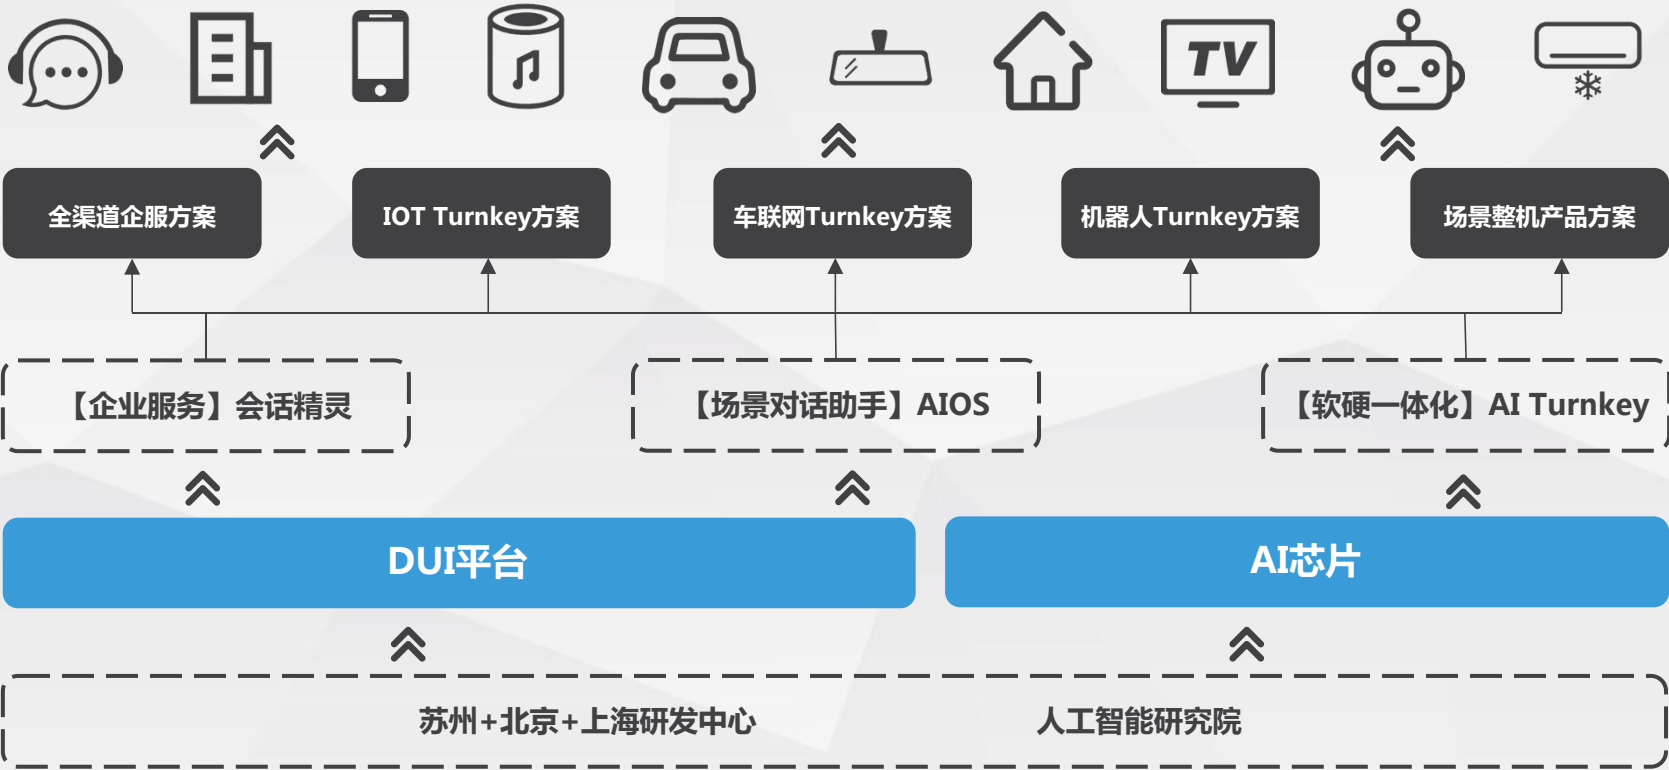 TV
全渠道企服方案
IOT Turnkey方案
车联网Turnkey方案
机器人Turnkey方案
场景整机产品方案
【企业服务】会话精灵
【场景对话助手】AIOS
【软硬一体化】AI Turnkey
DUI平台
AI芯片
苏州+北京+上海研发中心
人工智能研究院